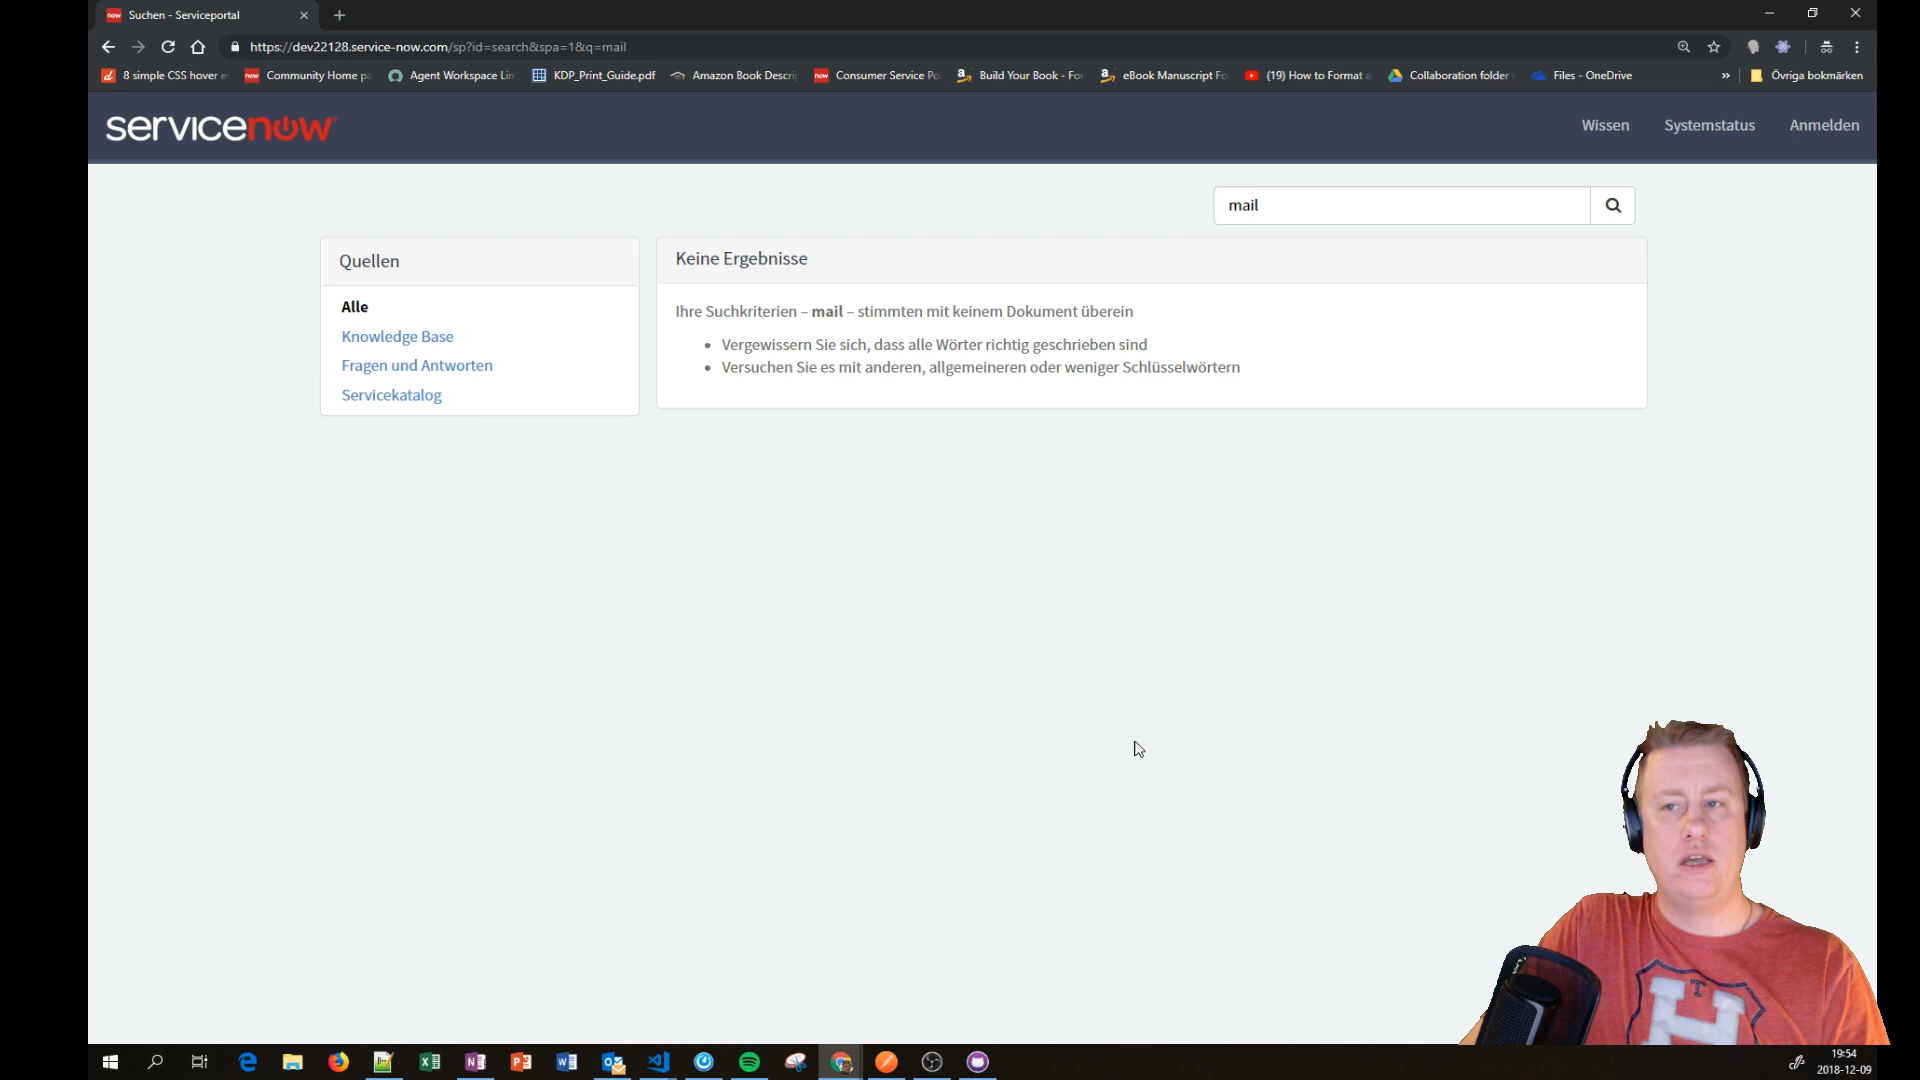 Suchen - Serviceportal
https://dev22128.service-now.com/sp?id=search&spa=1&q=mail
8 simple CSS hover e
Community Home pa
Agent Workspace Lim
KDP_Print_Guide.pdf
Amazon Book Descri
Consumer Service Po
Build Your Book - For
eBook Manuscript Fo
(19) How to Format a
Collaboration folder
Files - OneDrive
»
Övriga bokmärken
servicenow
Wissen
Systemstatus
Anmelden
mail
Quellen
Alle
Knowledge Base
Fragen und Antworten
Servicekatalog
Keine Ergebnisse
Ihre Suchkriterien – mail – stimmten mit keinem Dokument überein
• Vergewissern Sie sich, dass alle Wörter richtig geschrieben sind
• Versuchen Sie es mit anderen, allgemeineren oder weniger Schlüsselwörtern
T
H
19:54
2018-12-09